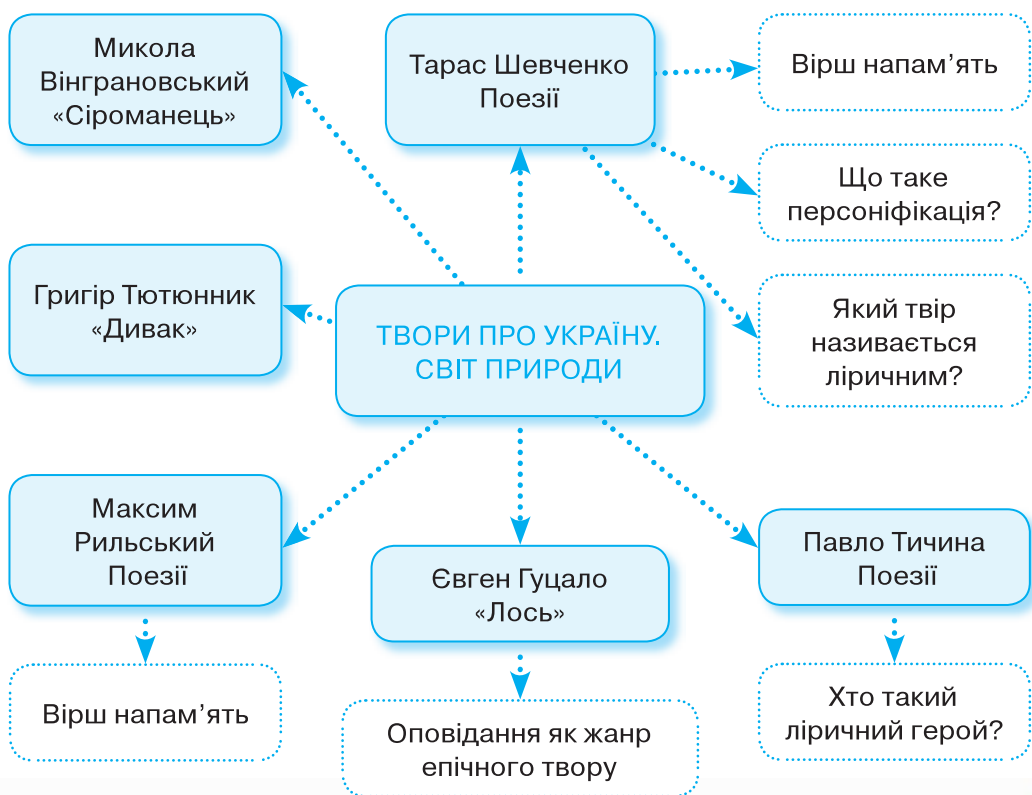 Микола
Вінграновський
«Сіроманець»
Тарас Шевченко
Поезії
Вірш напам’ять
Що таке
персоніфікація?
Григір Тютюнник
«Дивак»
ТВОРИ ПРО УКРАЇНУ.
СВІТ ПРИРОДИ
Який твір
називається
ліричним?
Максим
Рильський
Поезії
Євген Гуцало
«Лось»
Павло Тичина
Поезії
Вірш напам’ять
Оповідання як жанр
епічного твору
Хто такий
ліричний герой?